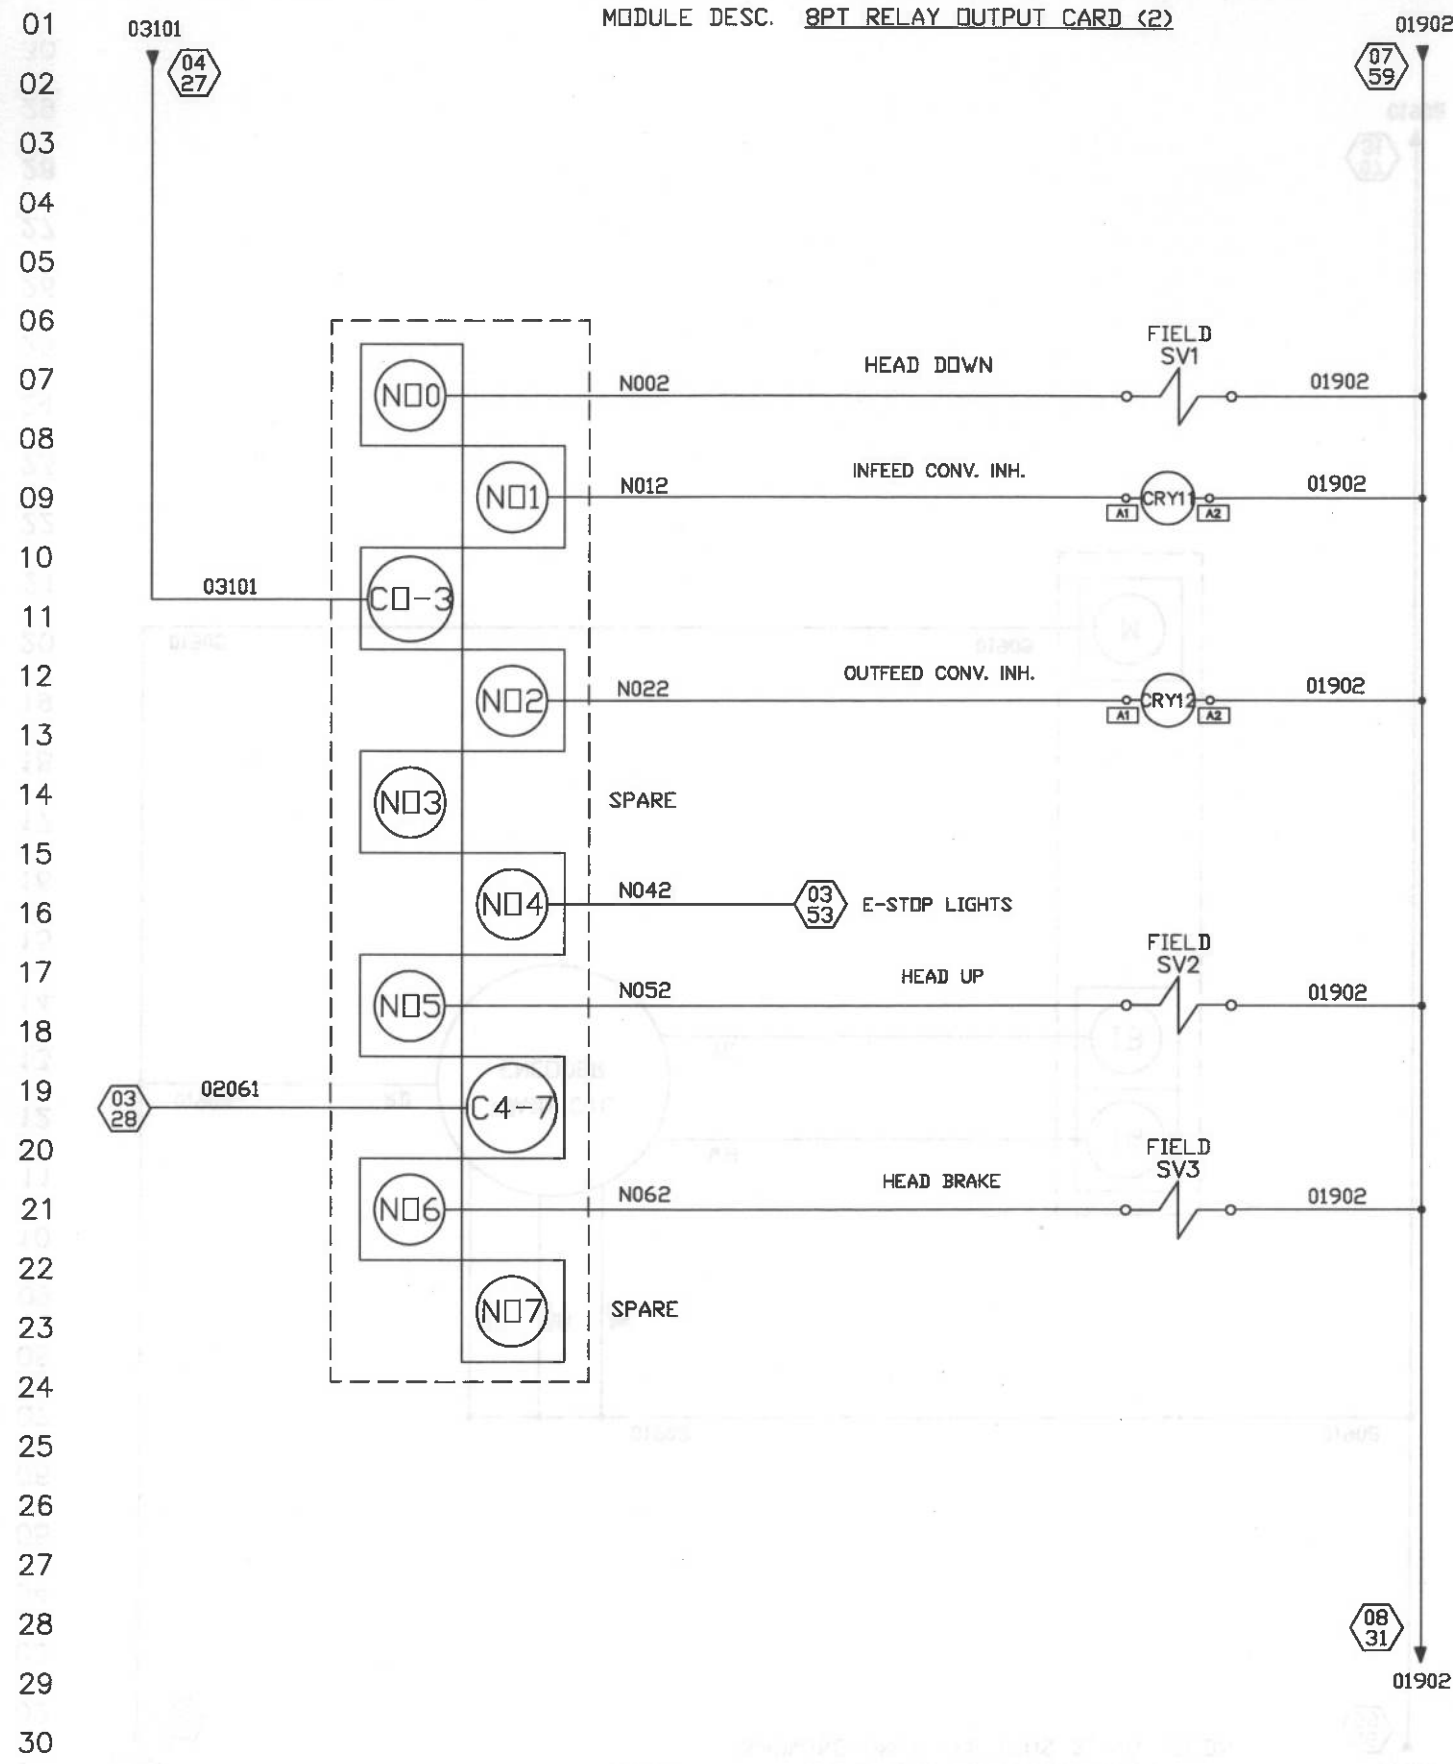 MODULE DESC. 8PT RELAY OUTPUT CARD (2)
01
03101
01902
04
27
07
59
02
03
04
05
06
FIELD
SV1
07
NO0
N002
HEAD DOWN
01902
08
INFEED CONV. INH.
09
NO1
N012
CRY11
A1
A2
01902
10
03101
CO-3
11
12
NO2
N022
OUTFEED CONV. INH.
CRY12
A1
A2
01902
13
14
NO3
SPARE
15
NO4
N042
03
53
E-STOP LIGHTS
16
FIELD
SV2
17
NO5
N052
HEAD UP
01902
18
19
03
28
02061
C4-7
20
FIELD
SV3
21
NO6
N062
HEAD BRAKE
01902
22
NO7
SPARE
23
24
25
26
27
28
08
31
29
01902
30